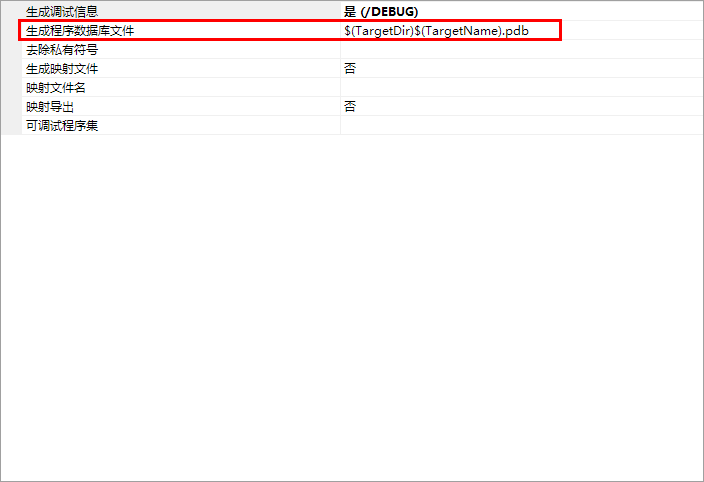 生成调试信息 是 (/DEBUG)
生成程序数据库文件 $(TargetDir)$(TargetName).pdb
去除私有符号
生成映射文件 否
映射文件名
映射导出 否
可调试程序集